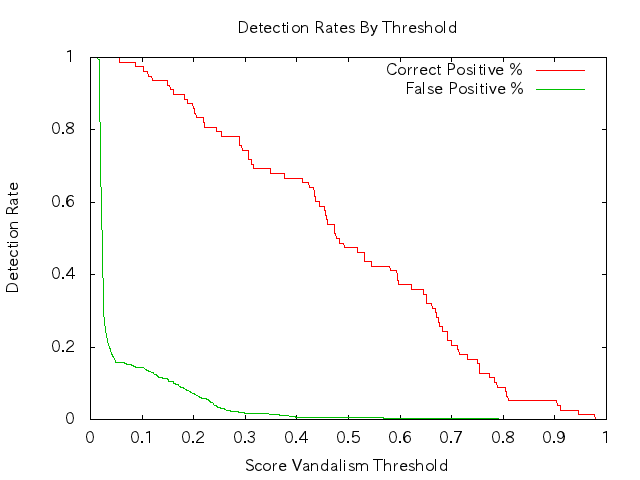 Detection Rates By Threshold
Correct Positive %
False Positive %
1
0.8
0.6
0.4
0.2
0
Detection Rate
0 0.1 0.2 0.3 0.4 0.5 0.6 0.7 0.8 0.9 1
Score Vandalism Threshold